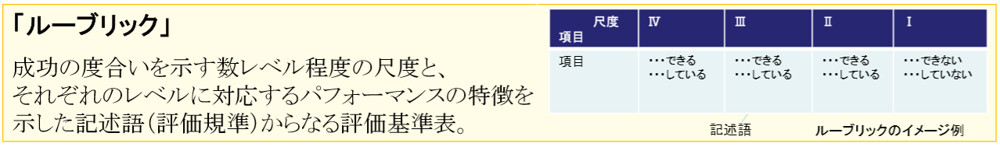 「ルーブリック」
成功の度合いを示す数レベル程度の尺度と、
それぞれのレベルに対応するパフォーマンスの特徴を
示した記述語(評価規準)からなる評価基準表。
尺度
項目
Ⅳ
Ⅲ
Ⅱ
Ⅰ
項目
・・・できる
・・・している
・・・できる
・・・している
・・・できる
・・・している
・・・できない
・・・していない
記述語
ルーブリックのイメージ例